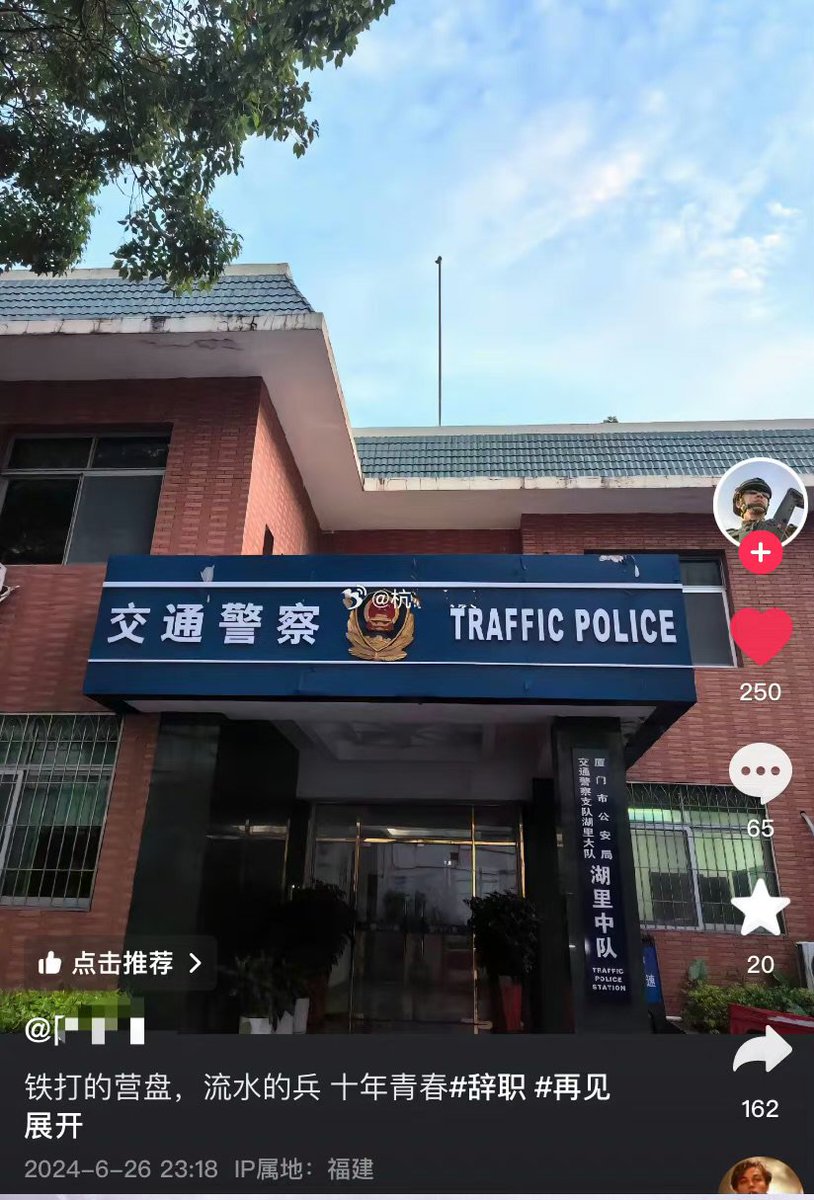 交通警察
TRAFFIC POLICE
@杭
厦门市公安局
交通警察支队湖里大队
湖里中队
TRAFFIC
POLICE
STATION
速
250
65
20
162
点击推荐 >
@
铁打的营盘，流水的兵 十年青春#辞职 #再见
展开
2024-6-26 23:18 IP属地：福建